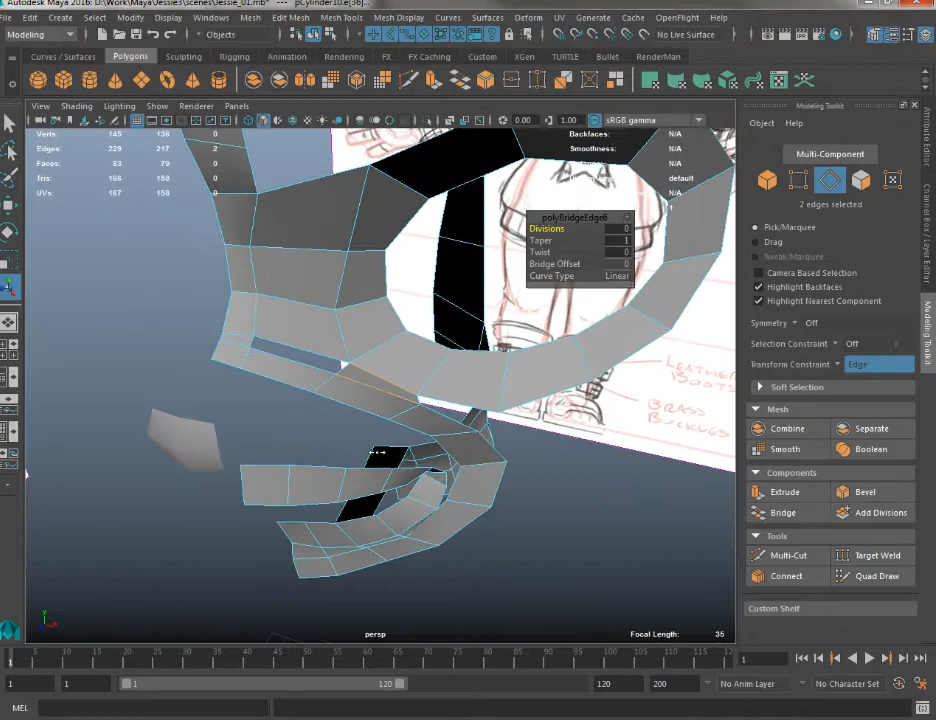 Autodesk Maya 2016: D:\Work\Maya\Jessie3\scenes\Jessie_01.mb* --- pCylinder10.e[36]...
File Edit Create Select Modify Display Windows Mesh Edit Mesh Mesh Tools Mesh Display Curves Surfaces Deform UV Generate Cache OpenFlight Help
Modeling Objects No Live Surface
Curves / Surfaces Polygons Sculpting Rigging Animation Rendering FX FX Caching Custom XGen TURTLE Bullet RenderMan
View Shading Lighting Show Renderer Panels
0.00 1.00 sRGB gamma
Verts: 145 136 0
Edges: 229 217 2
Faces: 83 79 0
Tris: 166 158 0
UVs: 167 158 0
Backfaces: N/A
Smoothness: N/A
N/A
default
N/A
polyBridgeEdge6
Divisions 0
Taper 1
Twist 0
Bridge Offset 0
Curve Type Linear
LEATHER
BOOTS
BRASS
BUCKLES
persp
Focal Length: 35
Modeling Toolkit
Object Help
Multi-Component
2 edges selected
Pick/Marquee
Drag
Tweak/Marquee
Camera Based Selection
Highlight Backfaces
Highlight Nearest Component
Symmetry Off
Selection Constraint Off
Transform Constraint Edge
Soft Selection
Mesh
Combine Separate
Smooth Boolean
Components
Extrude Bevel
Bridge Add Divisions
Tools
Multi-Cut Target Weld
Connect Quad Draw
Custom Shelf
Attribute Editor
Channel Box / Layer Editor
Modeling Toolkit
5 10 15 20 25 30 35 40 45 50 55 60 65 70 75 80 85 90 95 100 105 110 115 120
1
1 1 1 120 120 200 No Anim Layer No Character Set
MEL